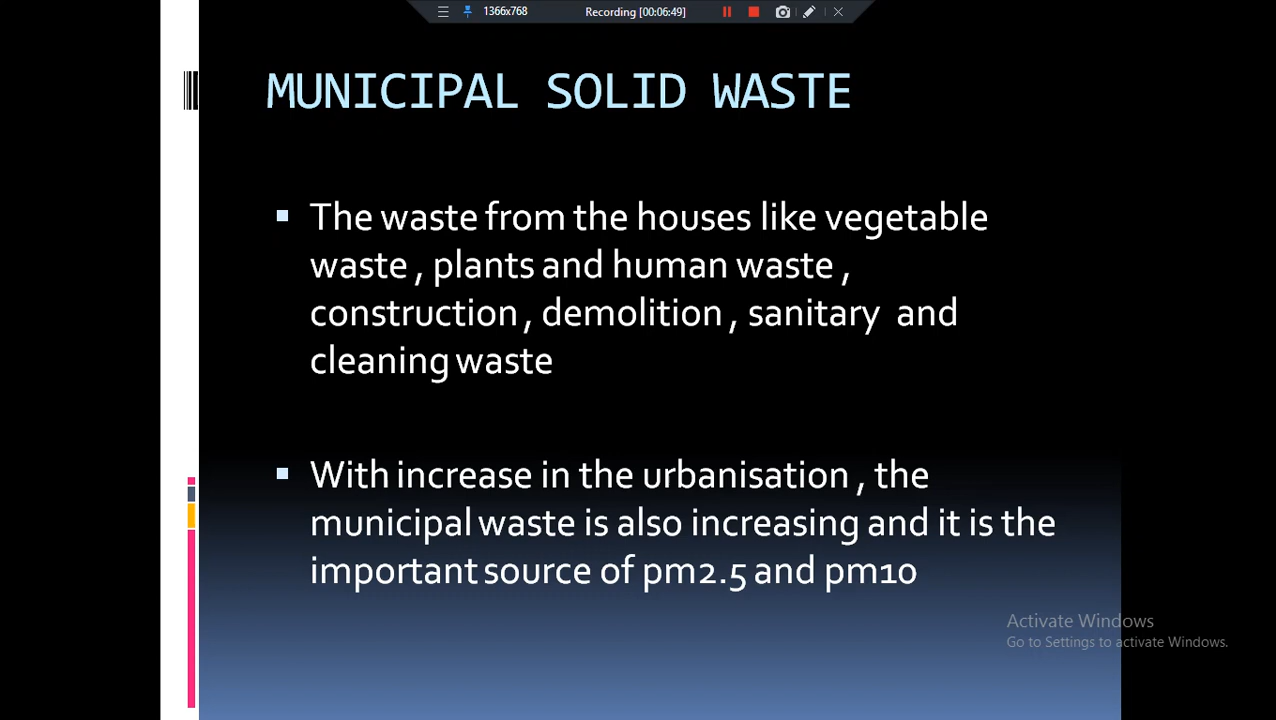 1366x768 Recording [00:06:49]
MUNICIPAL SOLID WASTE
The waste from the houses like vegetable
waste , plants and human waste ,
construction , demolition , sanitary and
cleaning waste
With increase in the urbanisation , the
municipal waste is also increasing and it is the
important source of pm2.5 and pm10
Activate Windows
Go to Settings to activate Windows.